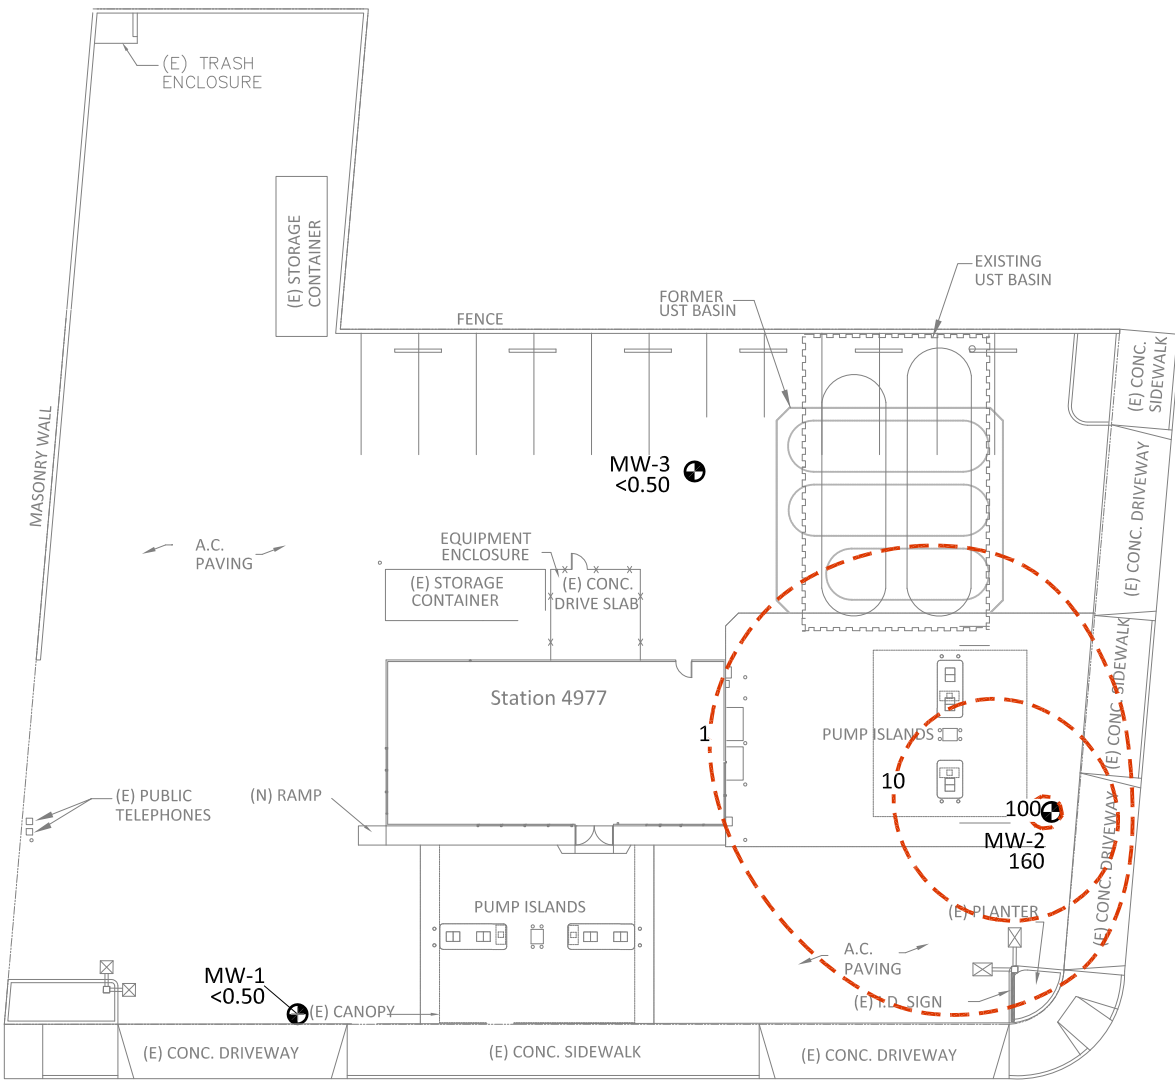 (E) TRASH
ENCLOSURE
(E) STORAGE
CONTAINER
EXISTING
UST BASIN
FORMER
UST BASIN
FENCE
(E) CONC.
SIDEWALK
MASONRY WALL
MW-3
<0.50
(E) CONC. DRIVEWAY
A.C.
PAVING
EQUIPMENT
ENCLOSURE
(E) STORAGE
CONTAINER
(E) CONC.
DRIVE SLAB
(E) CONC. SIDEWALK
Station 4977
1
PUMP ISLANDS
10
(E) PUBLIC
TELEPHONES
(N) RAMP
100
MW-2
160
(E) CONC. DRIVEWAY
PUMP ISLANDS
(E) PLANTER
A.C.
PAVING
MW-1
<0.50
(E) CANOPY
(E) I.D. SIGN
(E) CONC. DRIVEWAY
(E) CONC. SIDEWALK
(E) CONC. DRIVEWAY